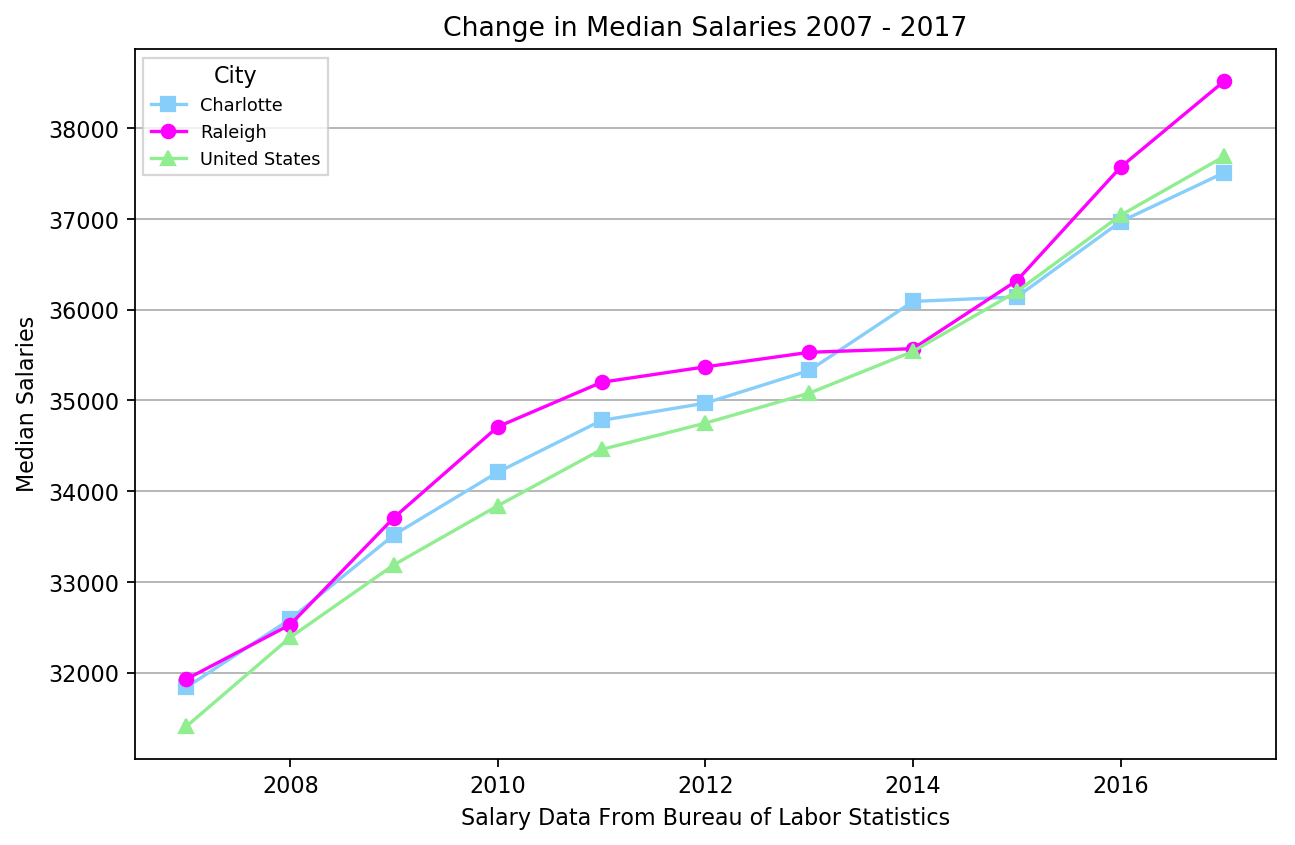 Change in Median Salaries 2007 - 2017
City
Charlotte
Raleigh
United States
38000
37000
36000
35000
34000
33000
32000
Median Salaries
2008 2010 2012 2014 2016
Salary Data From Bureau of Labor Statistics